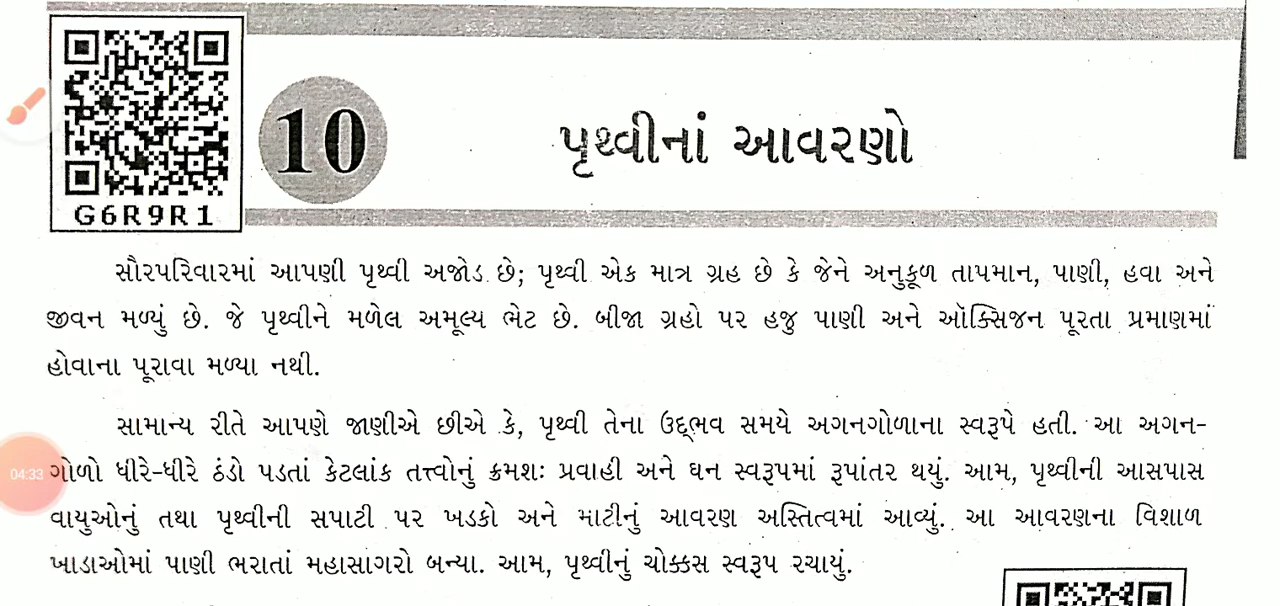 G6R9R1
10
પૃથ્વીનાં આવરણો
સૌરપરિવારમાં આપણી પૃથ્વી અજોડ છે; પૃથ્વી એક માત્ર ગ્રહ છે કે જેને અનુકૂળ તાપમાન, પાણી, હવા અને
જીવન મળ્યું છે. જે પૃથ્વીને મળેલ અમૂલ્ય ભેટ છે. બીજા ગ્રહો પર હજુ પાણી અને ઑક્સિજન પૂરતા પ્રમાણમાં
હોવાના પૂરાવા મળ્યા નથી.
સામાન્ય રીતે આપણે જાણીએ છીએ કે, પૃથ્વી તેના ઉદ્ભવ સમયે અગનગોળાના સ્વરૂપે હતી. આ અગન-
04:33
ગોળો ધીરે-ધીરે ઠંડો પડતાં કેટલાંક તત્ત્વોનું ક્રમશઃ પ્રવાહી અને ઘન સ્વરૂપમાં રૂપાંતર થયું. આમ, પૃથ્વીની આસપાસ
વાયુઓનું તથા પૃથ્વીની સપાટી પર ખડકો અને માટીનું આવરણ અસ્તિત્વમાં આવ્યું. આ આવરણના વિશાળ
ખાડાઓમાં પાણી ભરાતાં મહાસાગરો બન્યા. આમ, પૃથ્વીનું ચોક્કસ સ્વરૂપ રચાયું.